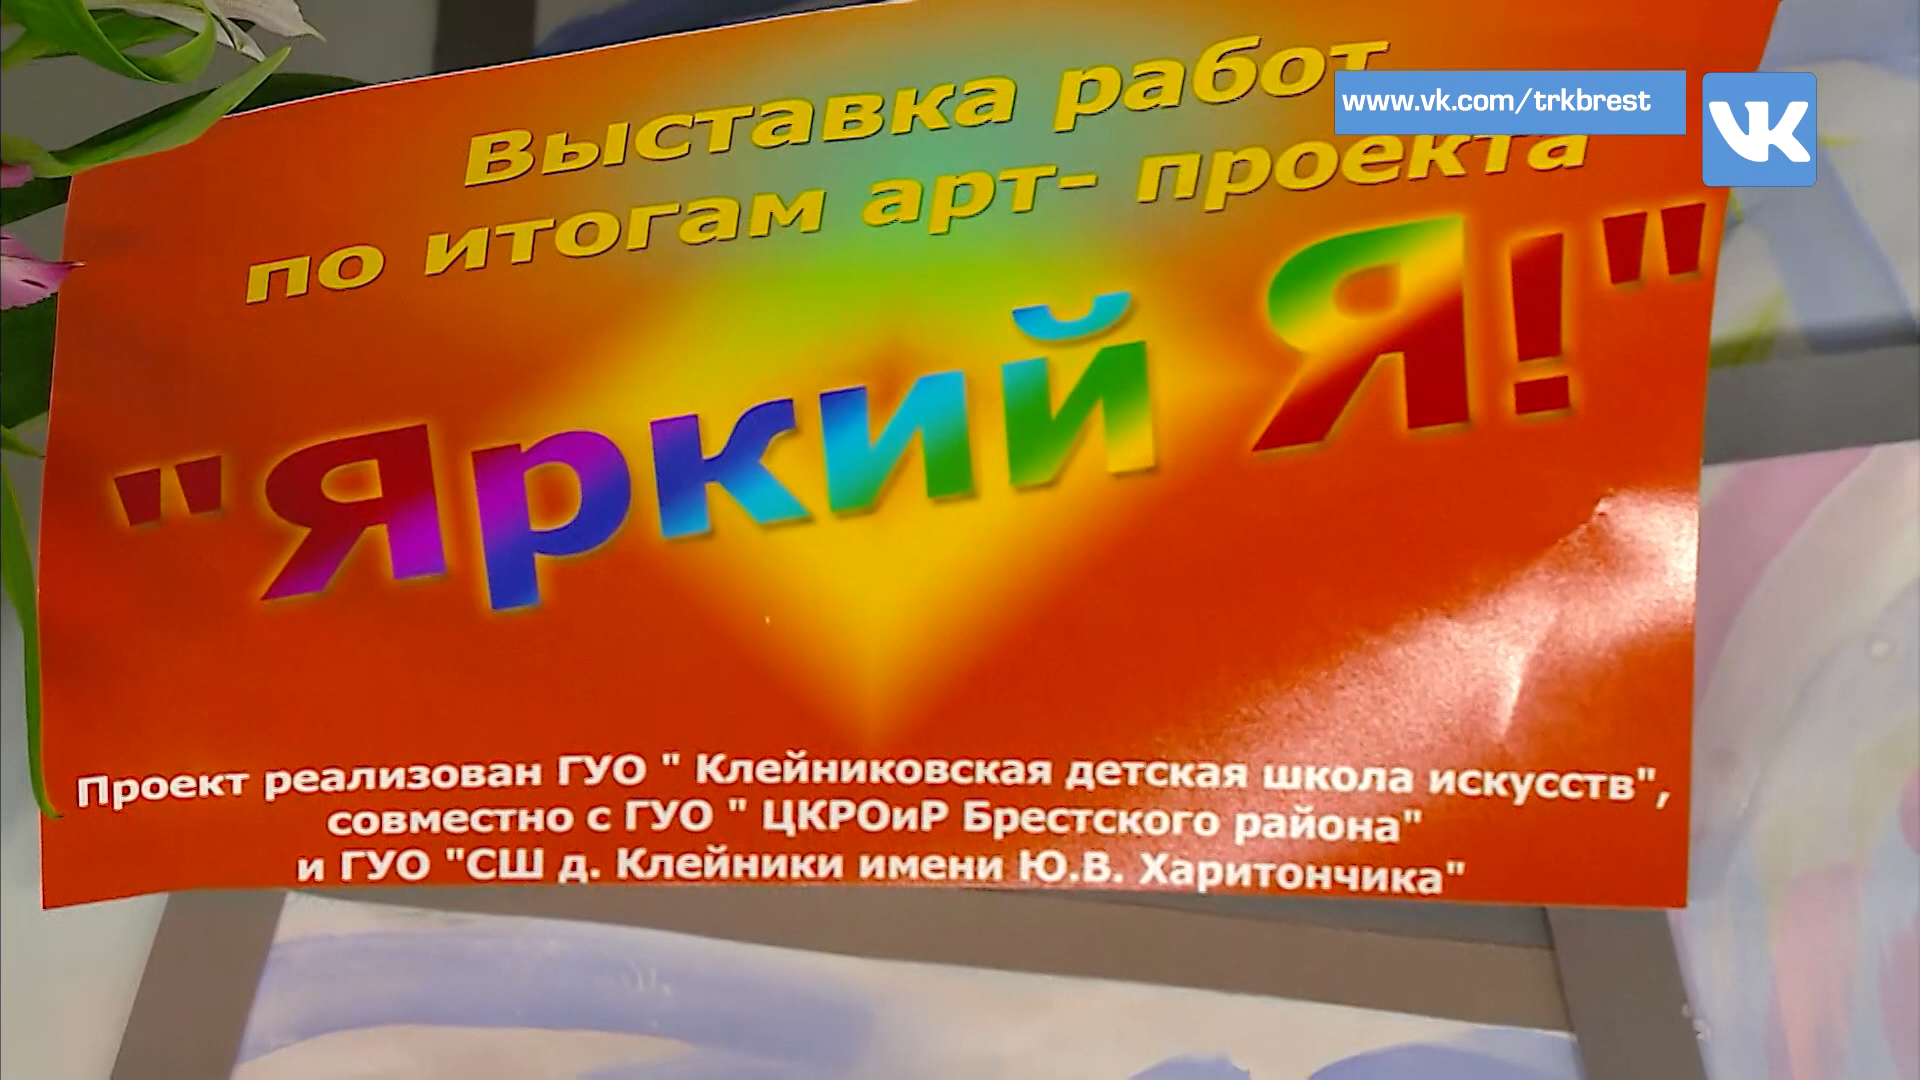 Выставка работ
www.vk.com/trkbrest
VK
по итогам арт- проекта
"Яркий Я!"
Проект реализован ГУО " Клейниковская детская школа искусств",
совместно с ГУО " ЦКРОиР Брестского района"
и ГУО "СШ д. Клейники имени Ю.В. Харитончика"